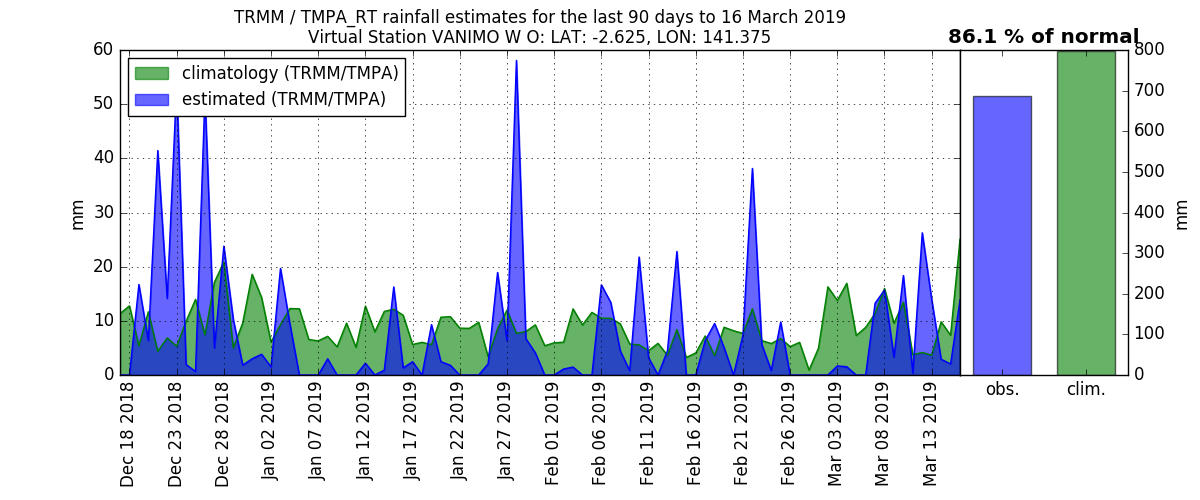 TRMM / TMPA_RT rainfall estimates for the last 90 days to 16 March 2019
Virtual Station VANIMO W O: LAT: -2.625, LON: 141.375
86.1 % of normal
climatology (TRMM/TMPA)
estimated (TRMM/TMPA)
60
50
40
30
20
10
0
mm
Dec 18 2018
Dec 23 2018
Dec 28 2018
Jan 02 2019
Jan 07 2019
Jan 12 2019
Jan 17 2019
Jan 22 2019
Jan 27 2019
Feb 01 2019
Feb 06 2019
Feb 11 2019
Feb 16 2019
Feb 21 2019
Feb 26 2019
Mar 03 2019
Mar 08 2019
Mar 13 2019
obs.
clim.
800
700
600
500
400
300
200
100
0
mm